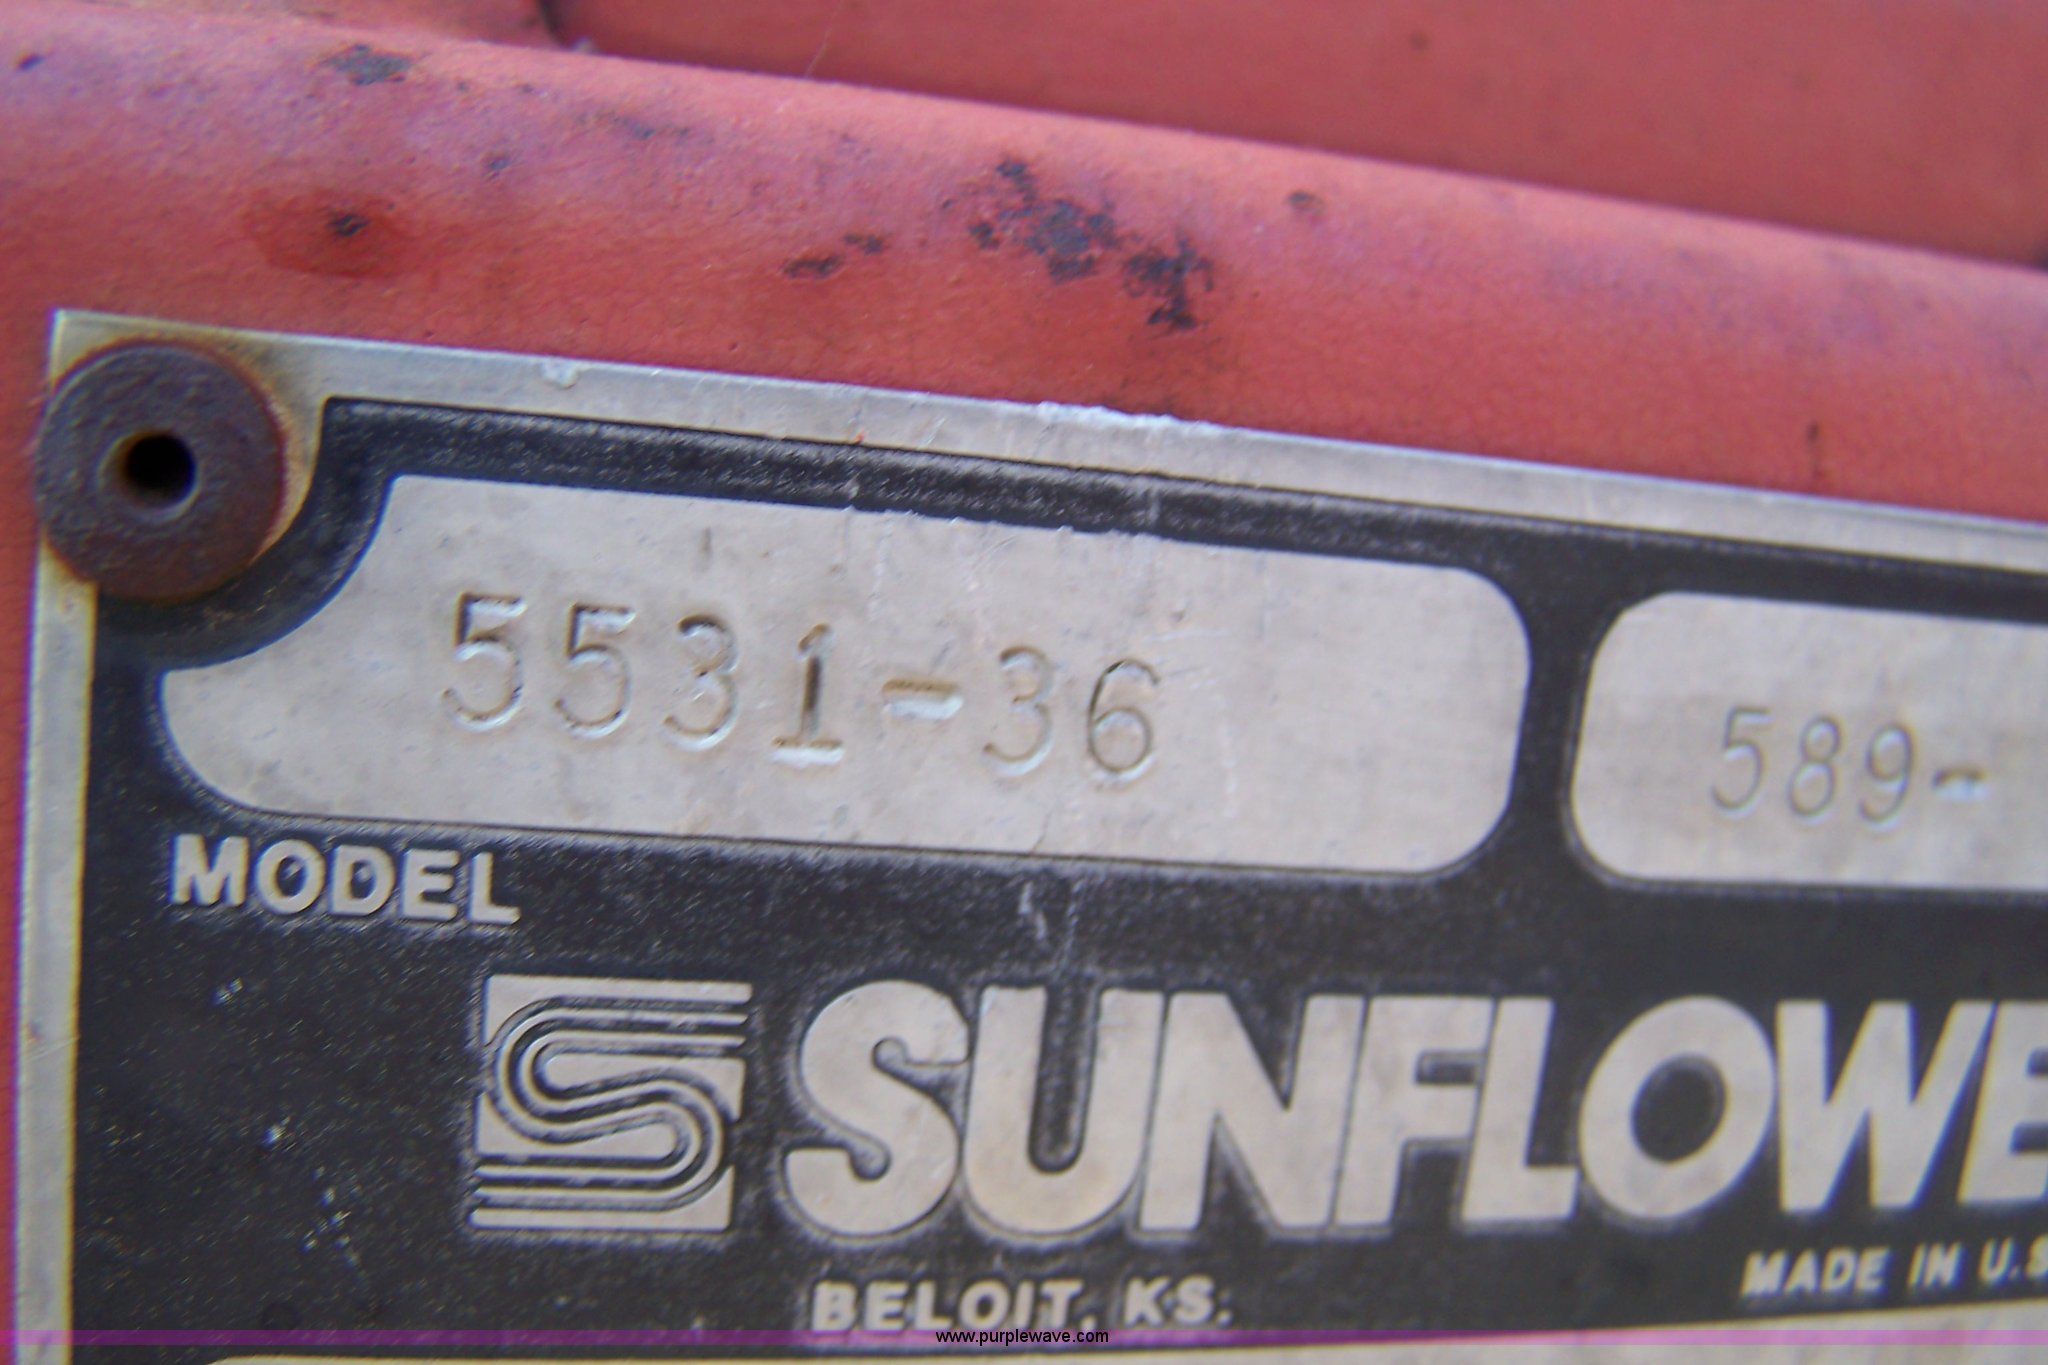 5531-36 589-
MODEL
SUNFLOWE
BELOIT, KS. MADE IN U.S
www.purplewave.com